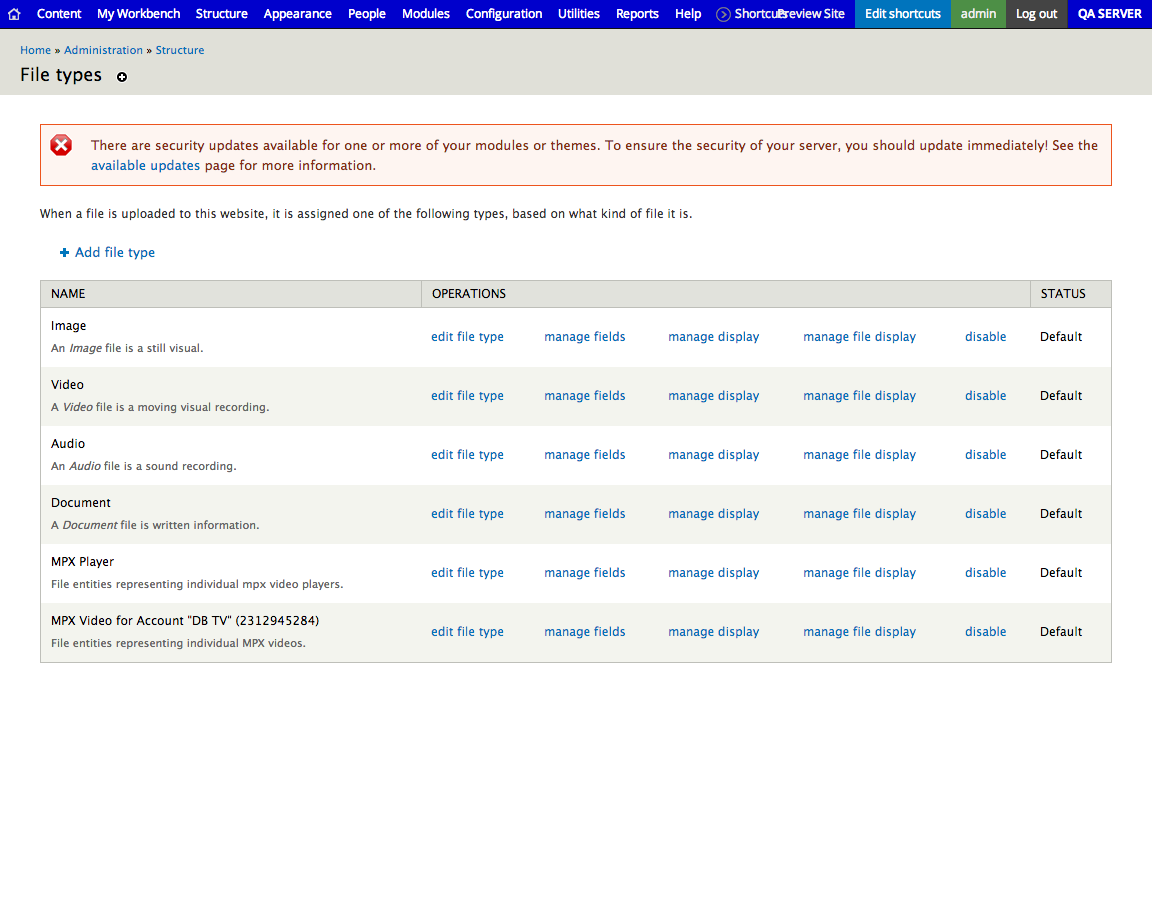 Content My Workbench Structure Appearance People Modules Configuration Utilities Reports Help Shortcuts Preview Site Edit shortcuts admin Log out QA SERVER
Home » Administration » Structure
File types
There are security updates available for one or more of your modules or themes. To ensure the security of your server, you should update immediately! See the
available updates page for more information.
When a file is uploaded to this website, it is assigned one of the following types, based on what kind of file it is.
Add file type
NAME OPERATIONS STATUS
Image
An Image file is a still visual.
edit file type manage fields manage display manage file display disable Default
Video
A Video file is a moving visual recording.
edit file type manage fields manage display manage file display disable Default
Audio
An Audio file is a sound recording.
edit file type manage fields manage display manage file display disable Default
Document
A Document file is written information.
edit file type manage fields manage display manage file display disable Default
MPX Player
File entities representing individual mpx video players.
edit file type manage fields manage display manage file display disable Default
MPX Video for Account "DB TV" (2312945284)
File entities representing individual MPX videos.
edit file type manage fields manage display manage file display disable Default